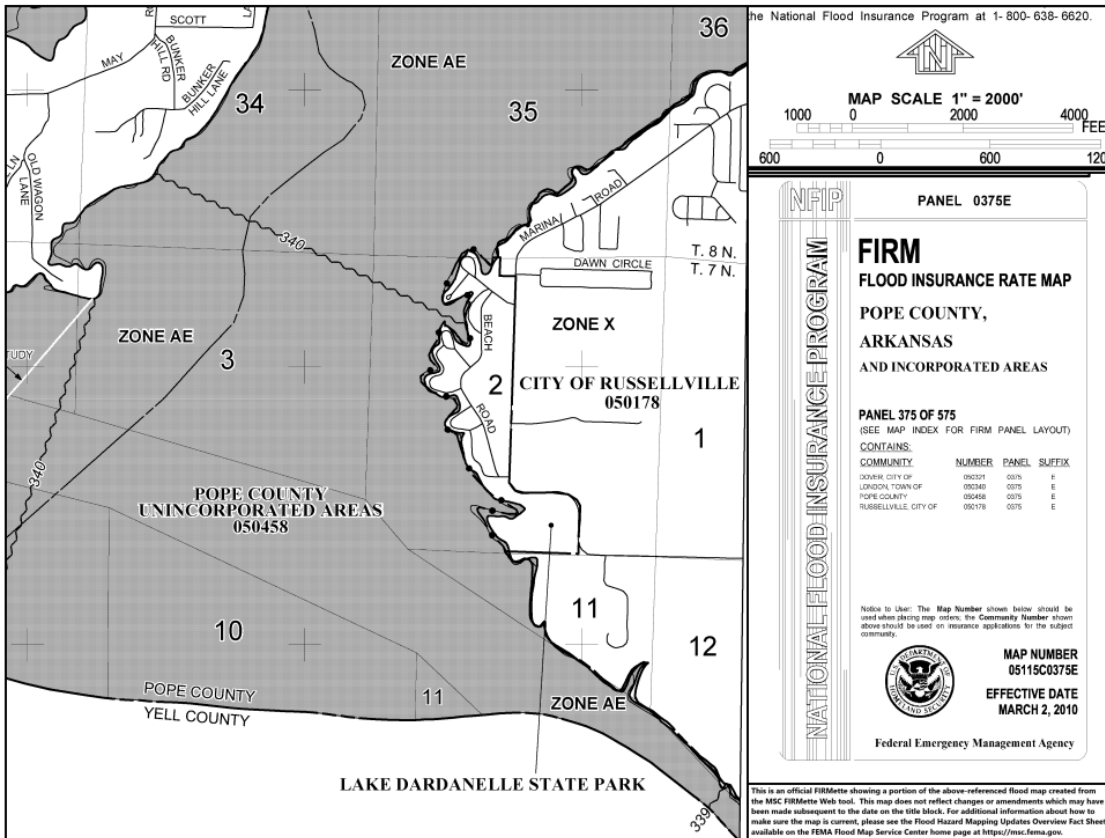 the National Flood Insurance Program at 1- 800- 638- 6620.
MAP SCALE 1" = 2000'
1000 0 2000 4000
FEE
600 0 600 120
NFIP
NATIONAL FLOOD INSURANCE PROGRAM
PANEL 0375E
FIRM
FLOOD INSURANCE RATE MAP
POPE COUNTY,
ARKANSAS
AND INCORPORATED AREAS
PANEL 375 OF 575
(SEE MAP INDEX FOR FIRM PANEL LAYOUT)
CONTAINS:
COMMUNITY NUMBER PANEL SUFFIX
DOVER, CITY OF 050321 0375 E
LONDON, TOWN OF 050340 0375 E
POPE COUNTY 050458 0375 E
RUSSELLVILLE, CITY OF 050178 0375 E
Notice to User: The Map Number shown below should be
used when placing map orders; the Community Number shown
above should be used on insurance applications for the subject
community.
U.S. DEPARTMENT OF
HOMELAND SECURITY
MAP NUMBER
05115C0375E
EFFECTIVE DATE
MARCH 2, 2010
Federal Emergency Management Agency
This is an official FIRMette showing a portion of the above-referenced flood map created from
the MSC FIRMette Web tool. This map does not reflect changes or amendments which may have
been made subsequent to the date on the title block. For additional information about how to
make sure the map is current, please see the Flood Hazard Mapping Updates Overview Fact Sheet
available on the FEMA Flood Map Service Center home page at https://msc.fema.gov.
SCOTT
LA
MAY
BUNKER
HILL RD
BUNKER
HILL LANE
34
ZONE AE
36
35
LN
OLD WAGON
LANE
MARINA ROAD
340
T. 8 N.
T. 7 N.
DAWN CIRCLE
ZONE AE
3
BEACH
ROAD
ZONE X
2
CITY OF RUSSELLVILLE
050178
1
TUDY
340
POPE COUNTY
UNINCORPORATED AREAS
050458
10
11
12
POPE COUNTY
YELL COUNTY
11
ZONE AE
LAKE DARDANELLE STATE PARK
339